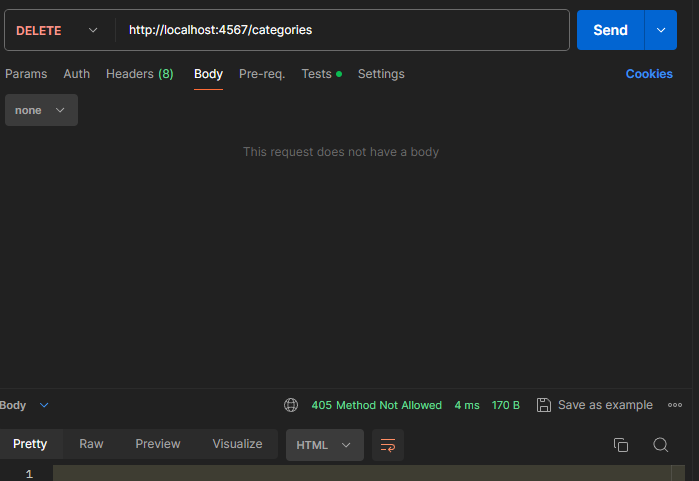 DELETE http://localhost:4567/categories Send
Params Auth Headers (8) Body Pre-req. Tests Settings Cookies
none
This request does not have a body
Body 405 Method Not Allowed 4 ms 170 B Save as example
Pretty Raw Preview Visualize HTML
1